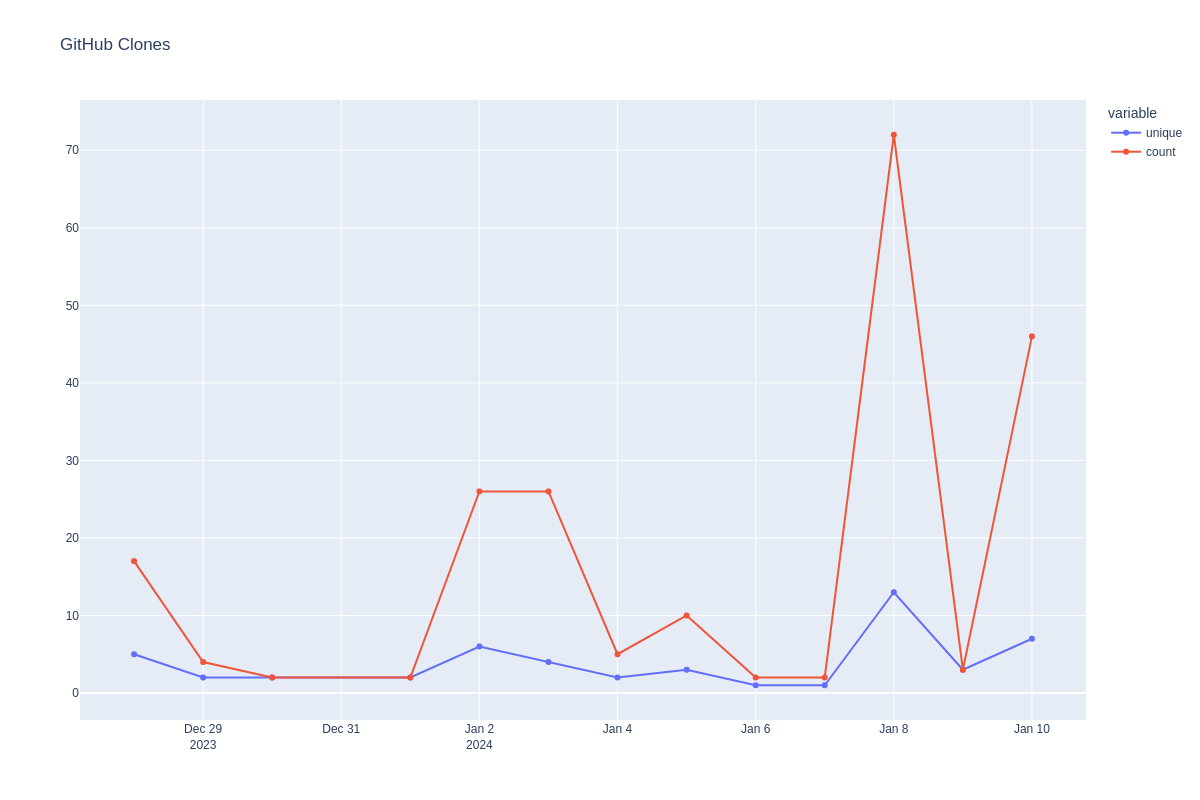 GitHub Clones
variable
unique
count
70
60
50
40
30
20
10
0
Dec 29
2023
Dec 31
Jan 2
2024
Jan 4
Jan 6
Jan 8
Jan 10